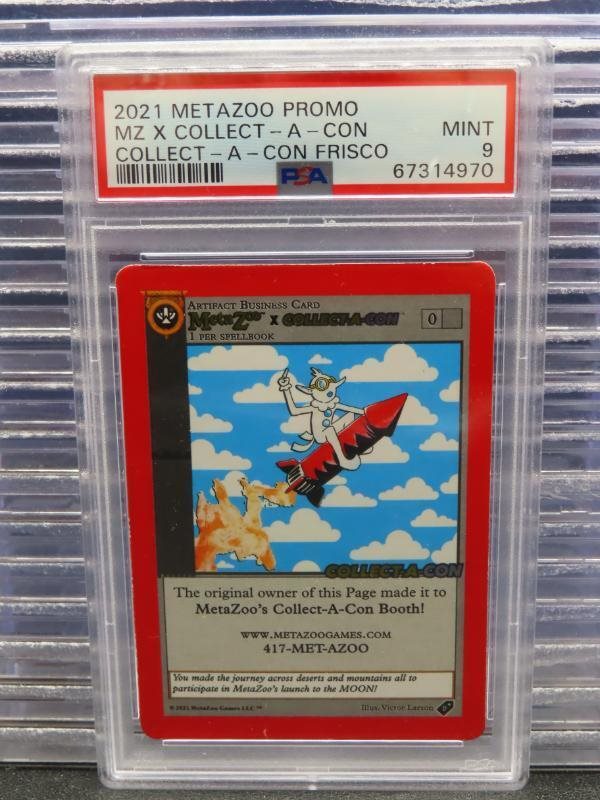 2021 METAZOO PROMO
MZ X COLLECT-A-CON MINT
COLLECT-A-CON FRISCO 9
PSA 67314970
ARTIFACT BUSINESS CARD
MetaZoo™ X COLLECT-A-CON 0
1 PER SPELLBOOK
COLLECT-A-CON
The original owner of this Page made it to
MetaZoo's Collect-A-Con Booth!
WWW.METAZOOGAMES.COM
417-MET-AZOO
You made the journey across deserts and mountains all to
participate in MetaZoo's launch to the MOON!
© 2021 MetaZoo Games LLC™ Illus. Victor Larson